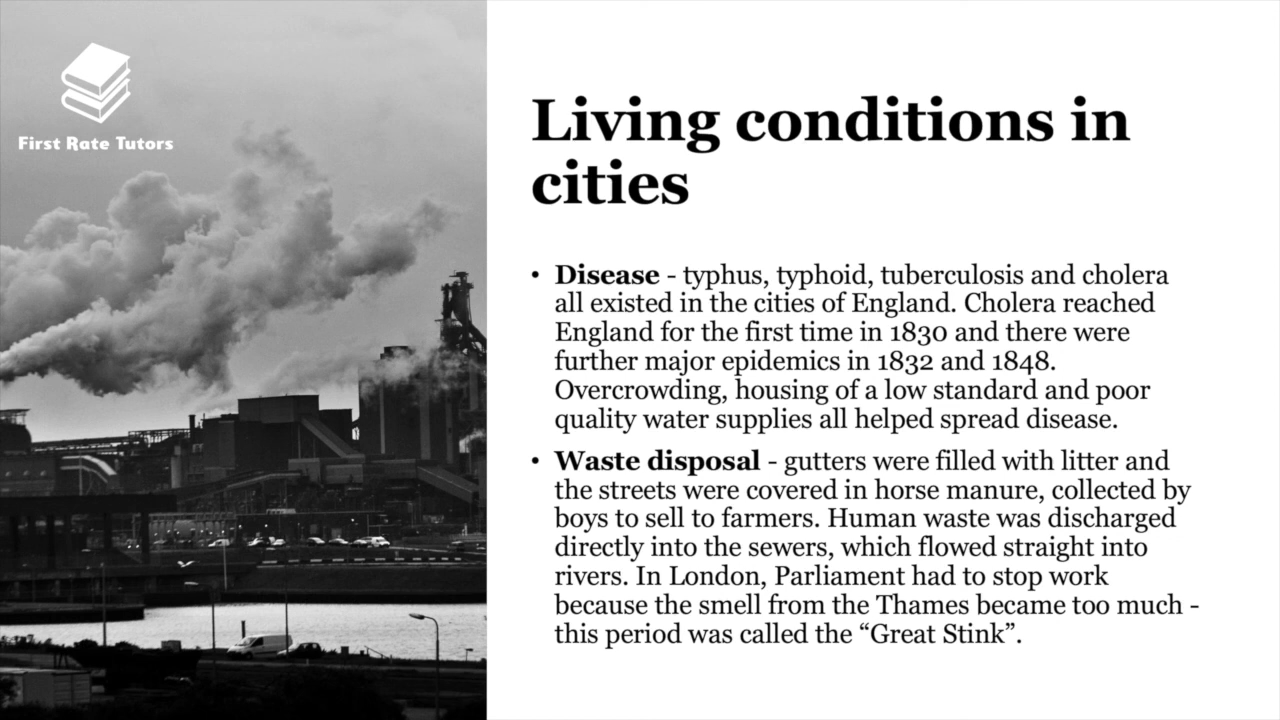 First Rate Tutors
Living conditions in
cities
• Disease - typhus, typhoid, tuberculosis and cholera
all existed in the cities of England. Cholera reached
England for the first time in 1830 and there were
further major epidemics in 1832 and 1848.
Overcrowding, housing of a low standard and poor
quality water supplies all helped spread disease.
• Waste disposal - gutters were filled with litter and
the streets were covered in horse manure, collected by
boys to sell to farmers. Human waste was discharged
directly into the sewers, which flowed straight into
rivers. In London, Parliament had to stop work
because the smell from the Thames became too much -
this period was called the “Great Stink”.